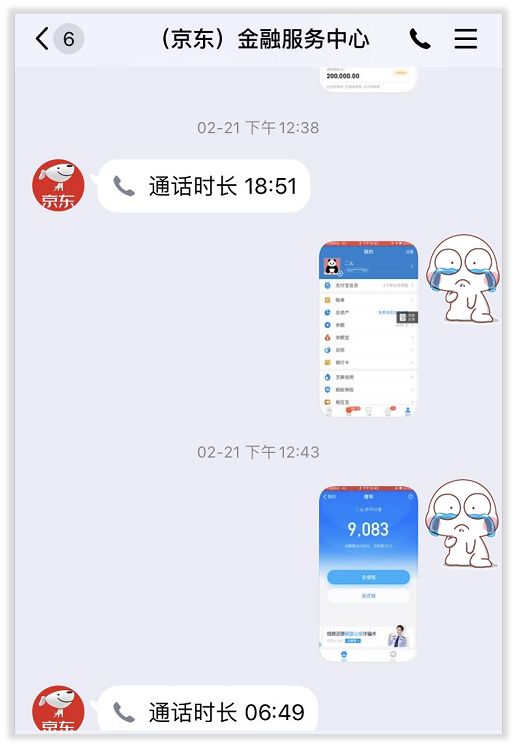 6
（京东）金融服务中心
200,000.00
02-21 下午12:38
京东
通话时长 18:51
我的
支付宝会员
账单
总资产
余额
余额宝
花呗
银行卡
芝麻信用
蚂蚁保险
相互宝
02-21 下午12:43
我的
借呗
9,083
去借钱
去还钱
京东
通话时长 06:49